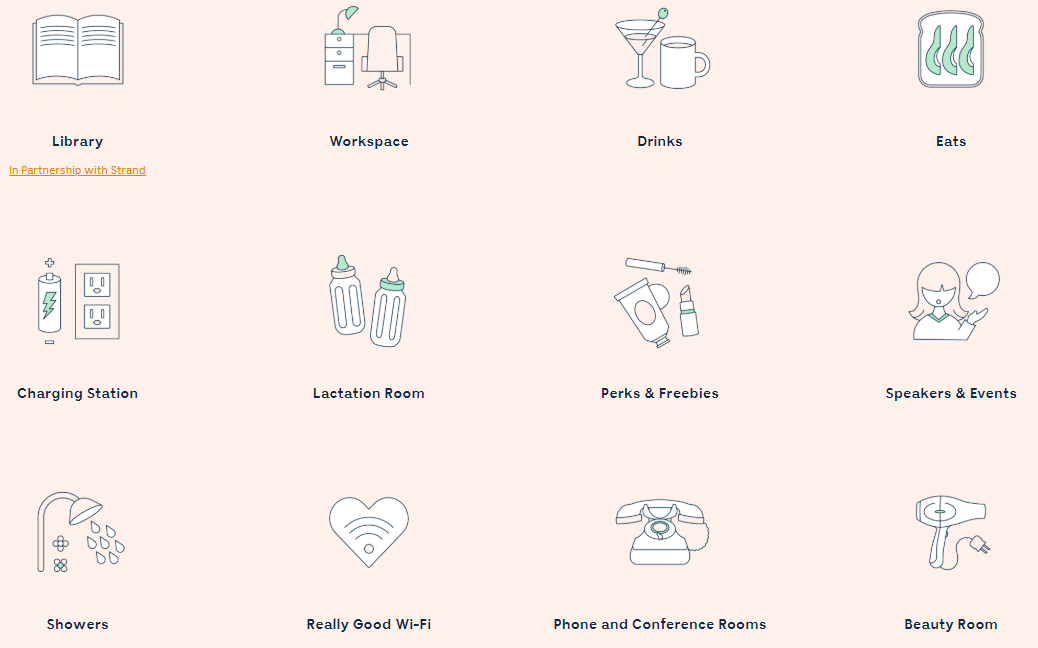 Library
Workspace
Drinks
Eats
In Partnership with Strand
Charging Station
Lactation Room
Perks & Freebies
Speakers & Events
Showers
Really Good Wi-Fi
Phone and Conference Rooms
Beauty Room